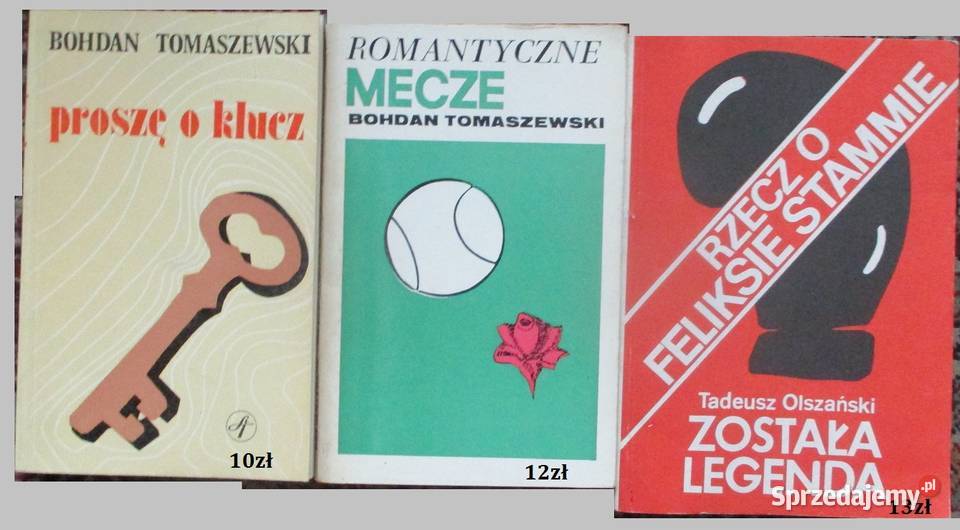 BOHDAN TOMASZEWSKI
proszę o klucz
10zł
ROMANTYCZNE
MECZE
BOHDAN TOMASZEWSKI
12zł
RZECZ O
FELIKSIE STAMMIE
Tadeusz Olszański
ZOSTAŁA
LEGENDA
Sprzedajemy.pl
13zł